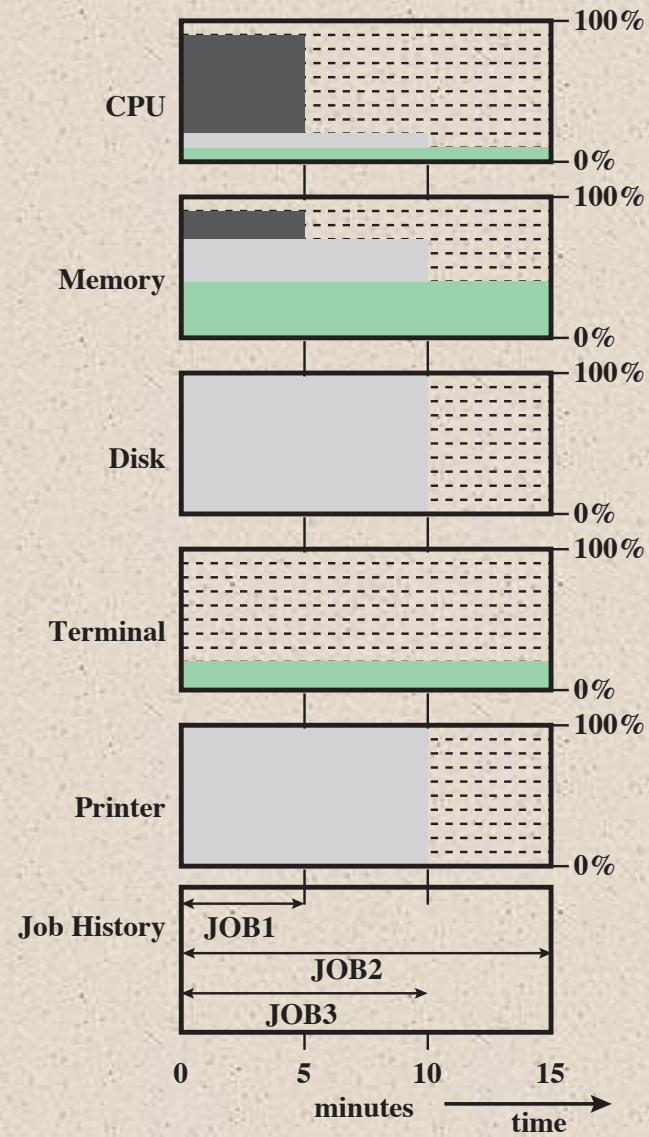 100%
CPU
0%
100%
Memory
0%
100%
Disk
0%
100%
Terminal
0%
100%
Printer
0%
Job History
JOB1
JOB2
JOB3
0 5 10 15
minutes
time